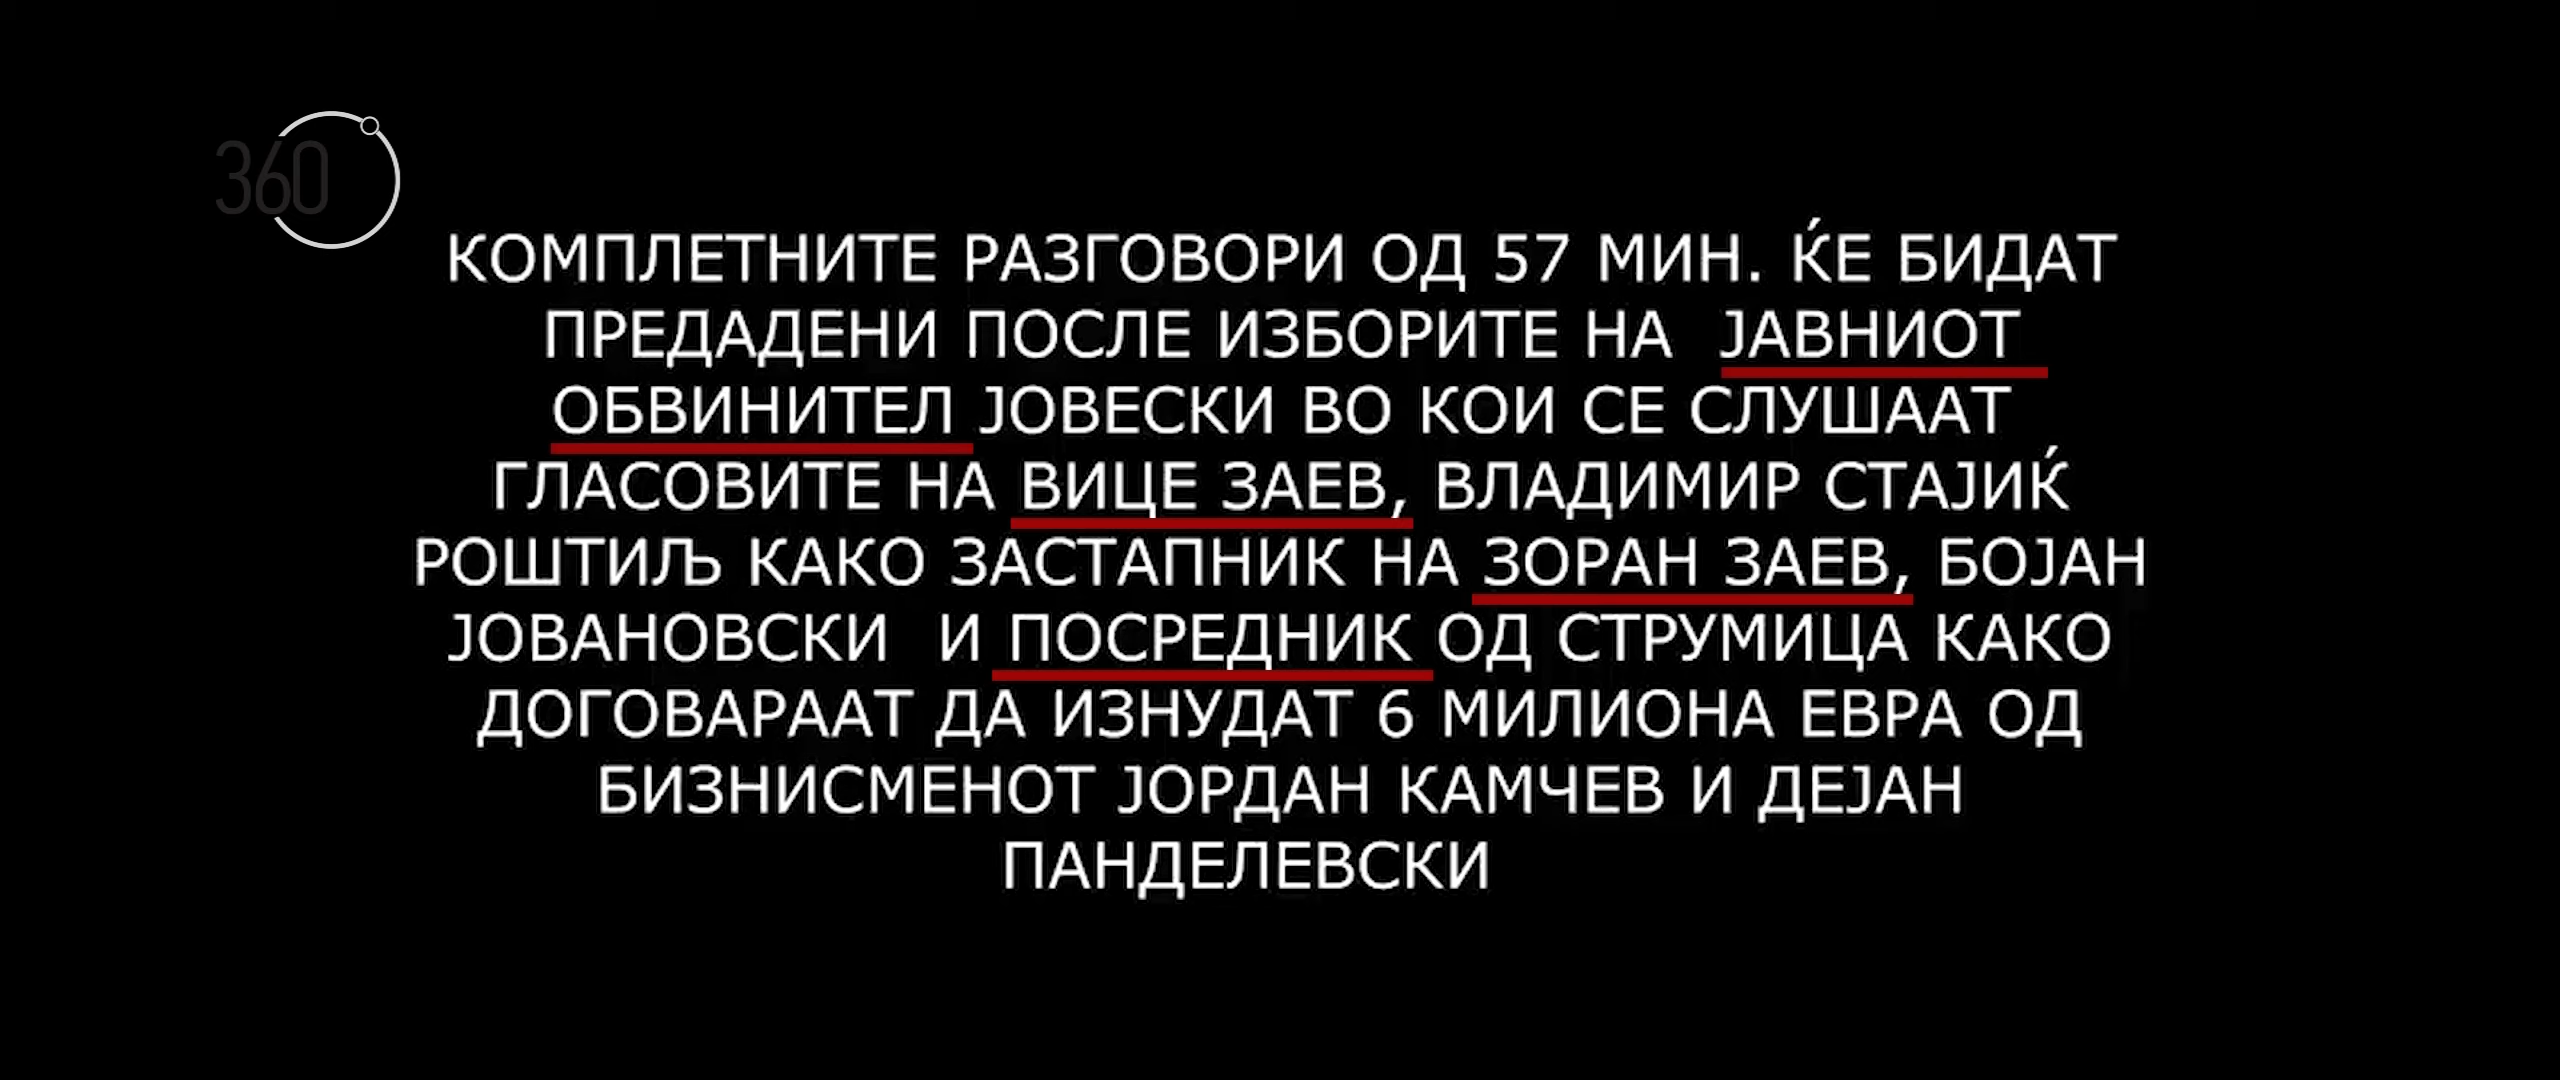 360
КОМПЛЕТНИТЕ РАЗГОВОРИ ОД 57 МИН. ЌЕ БИДАТ
ПРЕДАДЕНИ ПОСЛЕ ИЗБОРИТЕ НА ЈАВНИОТ
ОБВИНИТЕЛ ЈОВЕСКИ ВО КОИ СЕ СЛУШААТ
ГЛАСОВИТЕ НА ВИЦЕ ЗАЕВ, ВЛАДИМИР СТАЈИЌ
РОШТИЉ КАКО ЗАСТАПНИК НА ЗОРАН ЗАЕВ, БОЈАН
ЈОВАНОВСКИ И ПОСРЕДНИК ОД СТРУМИЦА КАКО
ДОГОВАРААТ ДА ИЗНУДАТ 6 МИЛИОНА ЕВРА ОД
БИЗНИСМЕНОТ ЈОРДАН КАМЧЕВ И ДЕЈАН
ПАНДЕЛЕВСКИ